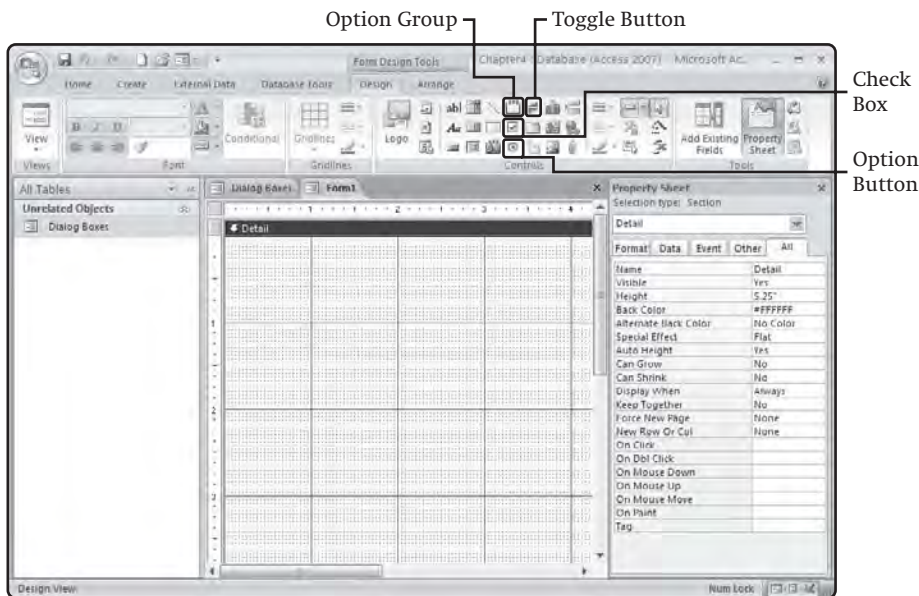 Option Group
Toggle Button
Form Design Tools
Chapter4 : Database (Access 2007)
Microsoft Ac...
Home
Create
External Data
Database Tools
Design
Arrange
Check
Box
View
Conditional
Gridlines
Logo
Add Existing
Fields
Property
Sheet
Views
Font
Gridlines
Controls
Tools
Option
Button
All Tables
Unrelated Objects
Dialog Boxes
Dialog Boxes
Form1
Detail
Property Sheet
Selection type: Section
Detail
Format
Data
Event
Other
All
Name Detail
Visible Yes
Height 5.25"
Back Color #FFFFFF
Alternate Back Color No Color
Special Effect Flat
Auto Height Yes
Can Grow No
Can Shrink No
Display When Always
Keep Together No
Force New Page None
New Row Or Col None
On Click
On Dbl Click
On Mouse Down
On Mouse Up
On Mouse Move
On Paint
Tag
Design View
Num Lock